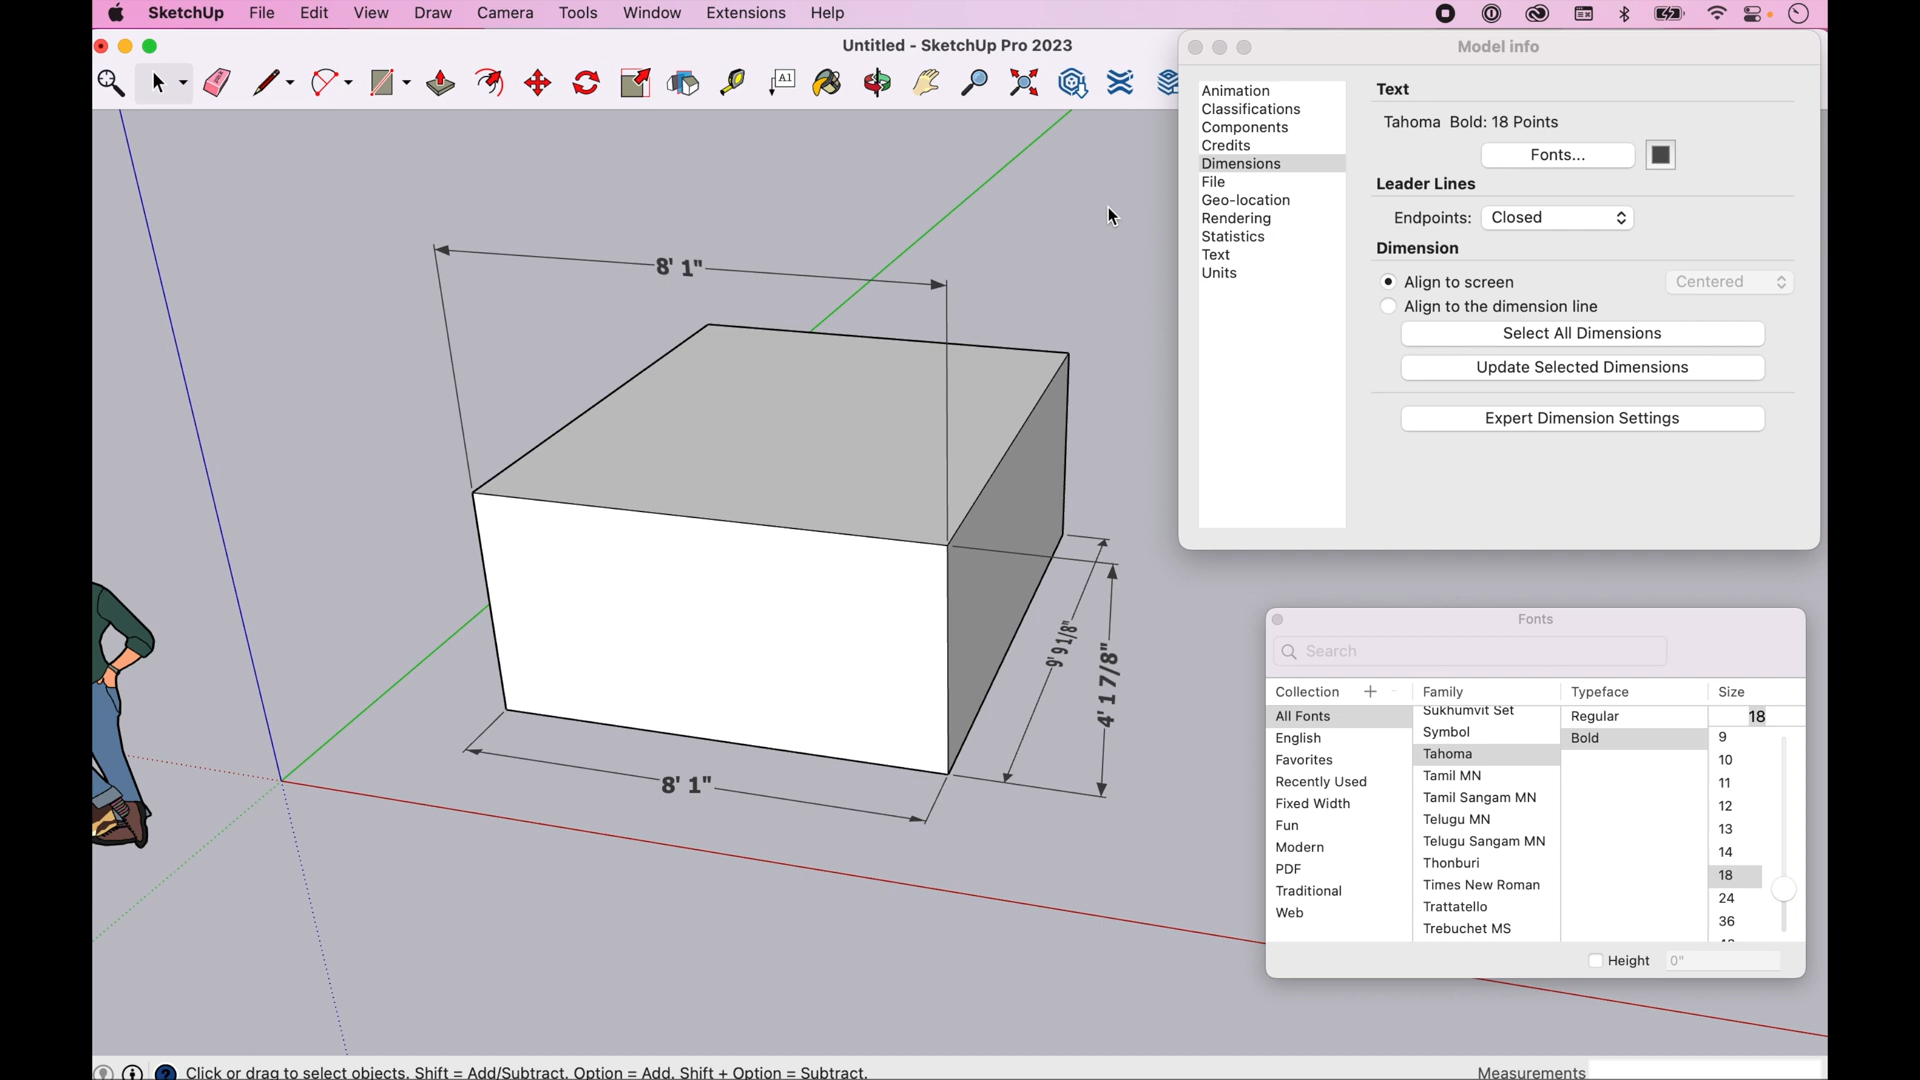 SketchUp File Edit View Draw Camera Tools Window Extensions Help
Untitled - SketchUp Pro 2023
A1
Model info
Animation
Classifications
Components
Credits
Dimensions
File
Geo-location
Rendering
Statistics
Text
Units
Text
Tahoma Bold: 18 Points
Fonts...
Leader Lines
Endpoints: Closed
Dimension
Align to screen Centered
Align to the dimension line
Select All Dimensions
Update Selected Dimensions
Expert Dimension Settings
8' 1"
9' 9 1/8"
4' 1 7/8"
8' 1"
Fonts
Search
Collection + Family Typeface Size
All Fonts
English
Favorites
Recently Used
Fixed Width
Fun
Modern
PDF
Traditional
Web
Sukhumvit Set
Symbol
Tahoma
Tamil MN
Tamil Sangam MN
Telugu MN
Telugu Sangam MN
Thonburi
Times New Roman
Trattatello
Trebuchet MS
Regular
Bold
18
9
10
11
12
13
14
18
24
36
Height 0"
Click or drag to select objects. Shift = Add/Subtract. Option = Add. Shift + Option = Subtract.
Measurements